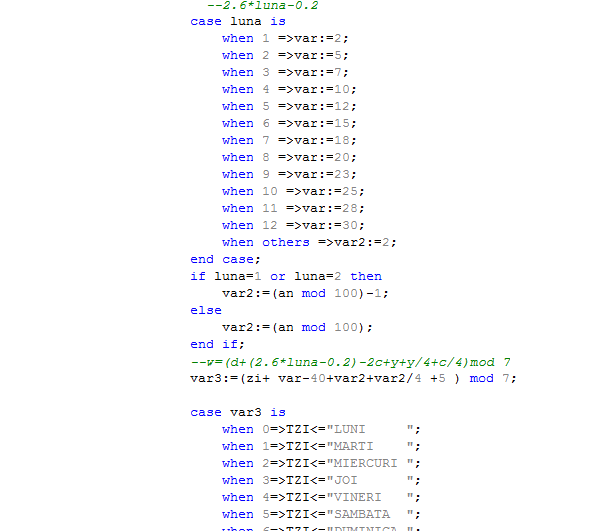 --2.6*luna-0.2
case luna is
when 1 =>var:=2;
when 2 =>var:=5;
when 3 =>var:=7;
when 4 =>var:=10;
when 5 =>var:=12;
when 6 =>var:=15;
when 7 =>var:=18;
when 8 =>var:=20;
when 9 =>var:=23;
when 10 =>var:=25;
when 11 =>var:=28;
when 12 =>var:=30;
when others =>var2:=2;
end case;
if luna=1 or luna=2 then
var2:=(an mod 100)-1;
else
var2:=(an mod 100);
end if;
--w=(d+(2.6*luna-0.2)-2c+y+y/4+c/4)mod 7
var3:=(zi+ var-40+var2+var2/4 +5 ) mod 7;
case var3 is
when 0=>TZI<="LUNI     ";
when 1=>TZI<="MARTI    ";
when 2=>TZI<="MIERCURI ";
when 3=>TZI<="JOI      ";
when 4=>TZI<="VINERI   ";
when 5=>TZI<="SAMBATA  ";
when 6=>TZI<="DUMINICA ";